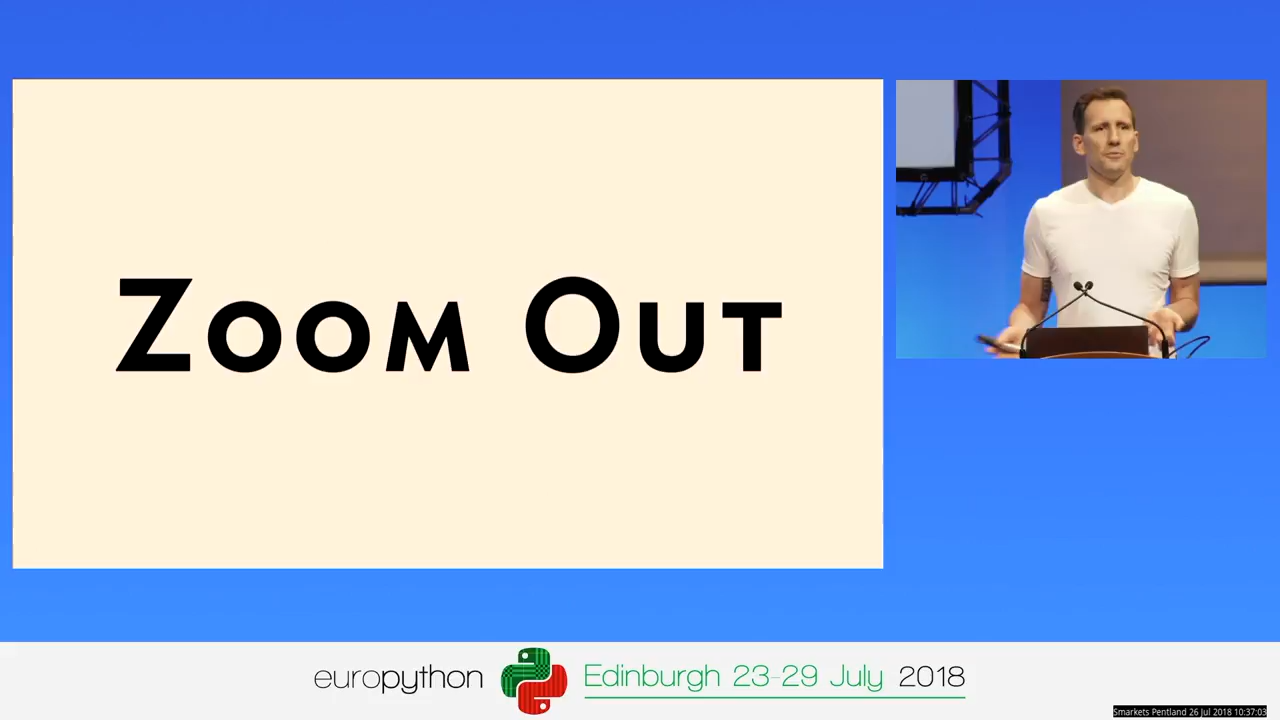 Zoom Out
europython Edinburgh 23-29 July 2018
Smarkets Pentland 26 Jul 2018 10:37:03